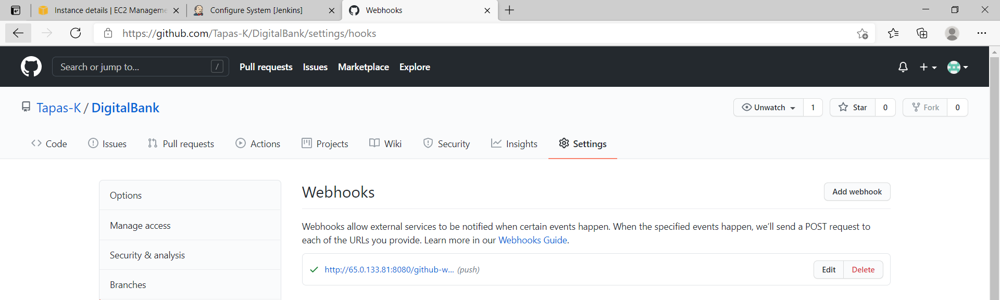 Instance details | EC2 Manageme
Configure System [Jenkins]
Webhooks
https://github.com/Tapas-K/DigitalBank/settings/hooks
Search or jump to... /
Pull requests Issues Marketplace Explore
Tapas-K / DigitalBank
Unwatch 1 Star 0 Fork 0
Code Issues Pull requests Actions Projects Wiki Security Insights Settings
Options
Manage access
Security & analysis
Branches
Webhooks
Add webhook
Webhooks allow external services to be notified when certain events happen. When the specified events happen, we’ll send a POST request to
each of the URLs you provide. Learn more in our Webhooks Guide.
http://65.0.133.81:8080/github-w... (push)
Edit Delete